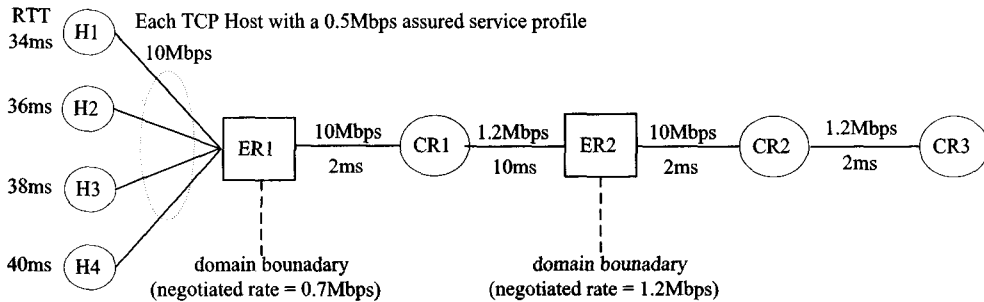 RTT
34ms
H1
Each TCP Host with a 0.5Mbps assured service profile
10Mbps
36ms
H2
ER1
10Mbps
2ms
CR1
1.2Mbps
10ms
ER2
10Mbps
2ms
CR2
1.2Mbps
2ms
CR3
38ms
H3
40ms
H4
domain bounadary
(negotiated rate = 0.7Mbps)
domain bounadary
(negotiated rate = 1.2Mbps)